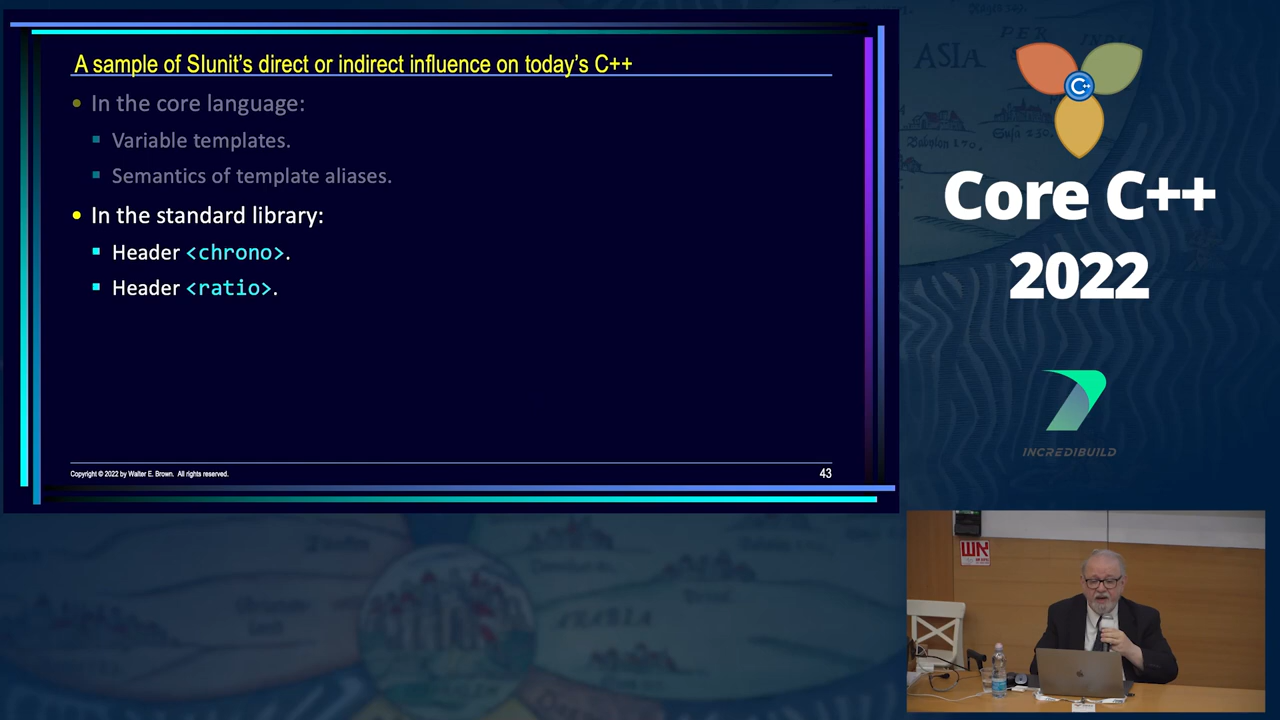 A sample of SIunit's direct or indirect influence on today's C++
• In the core language:
▪ Variable templates.
▪ Semantics of template aliases.
• In the standard library:
▪ Header <chrono>.
▪ Header <ratio>.
Copyright © 2022 by Walter E. Brown. All rights reserved.
43
ASIA
PER
C++
Core C++
2022
INCREDIBUILD
אש